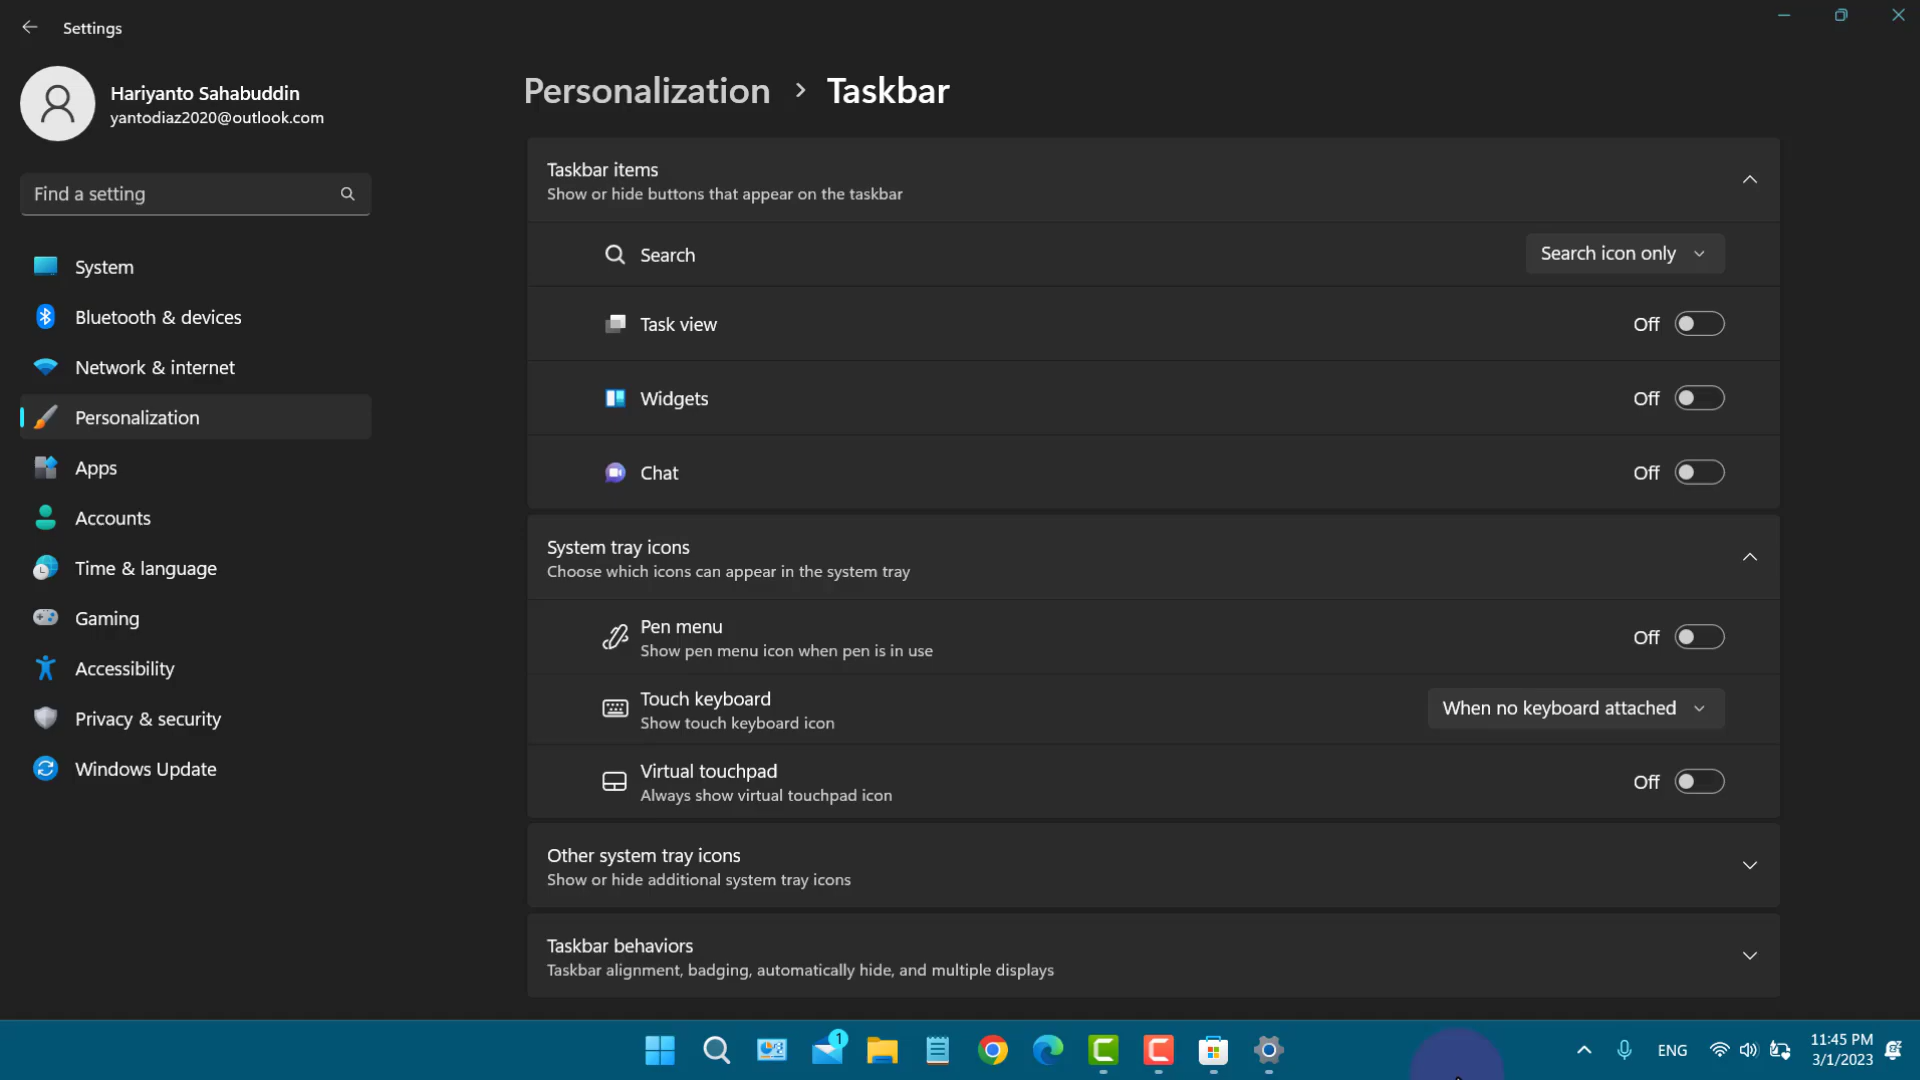 Settings
Hariyanto Sahabuddin
yantodiaz2020@outlook.com
Find a setting
System
Bluetooth & devices
Network & internet
Personalization
Apps
Accounts
Time & language
Gaming
Accessibility
Privacy & security
Windows Update
Personalization > Taskbar
Taskbar items
Show or hide buttons that appear on the taskbar
Search
Search icon only
Task view
Off
Widgets
Off
Chat
Off
System tray icons
Choose which icons can appear in the system tray
Pen menu
Show pen menu icon when pen is in use
Off
Touch keyboard
Show touch keyboard icon
When no keyboard attached
Virtual touchpad
Always show virtual touchpad icon
Off
Other system tray icons
Show or hide additional system tray icons
Taskbar behaviors
Taskbar alignment, badging, automatically hide, and multiple displays
1
ENG
11:45 PM
3/1/2023